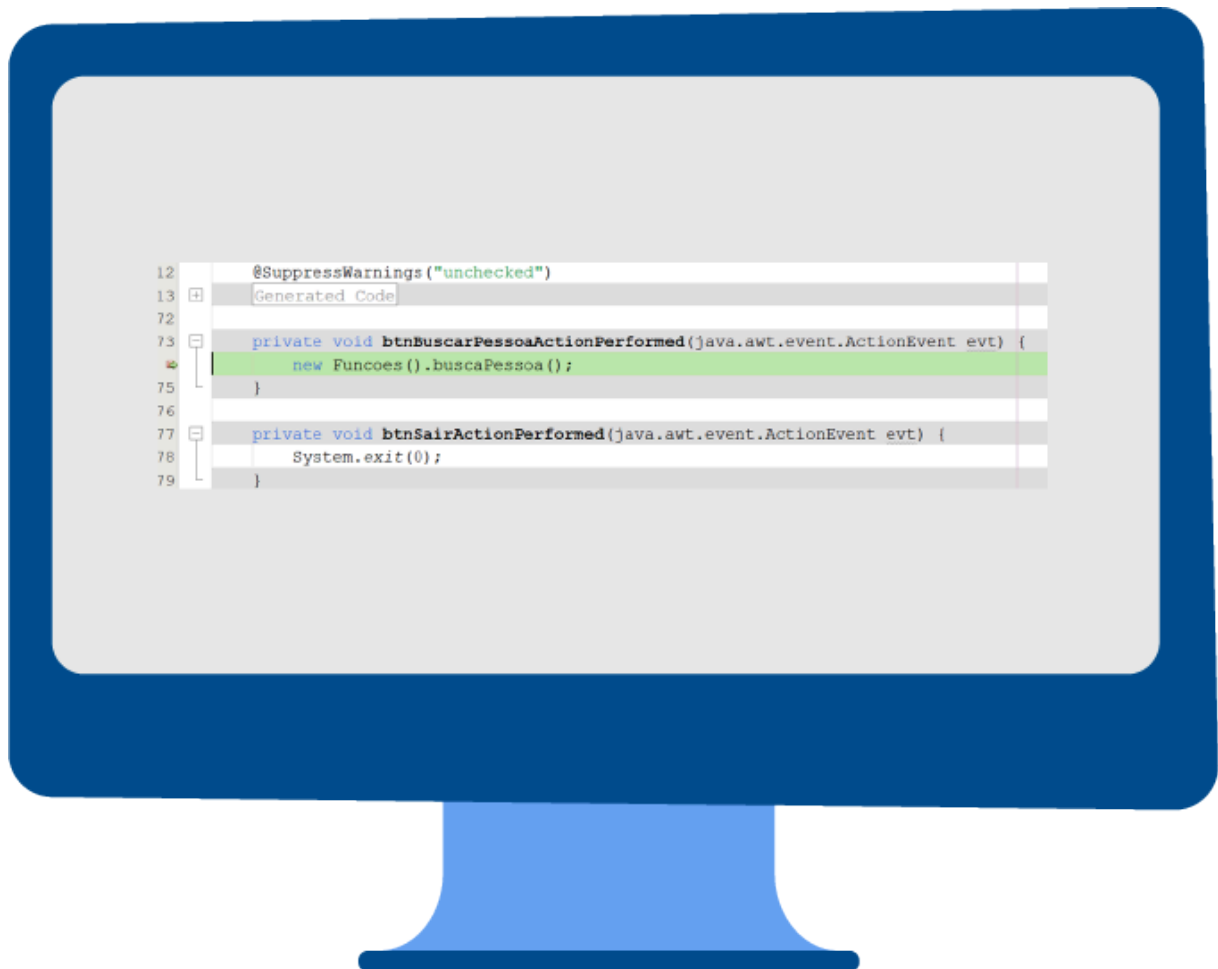 12 @SuppressWarnings("unchecked")
13 Generated Code
72
73 private void btnBuscarPessoaActionPerformed(java.awt.event.ActionEvent evt) {
new Funcoes().buscaPessoa();
75 }
76
77 private void btnSairActionPerformed(java.awt.event.ActionEvent evt) {
78 System.exit(0);
79 }